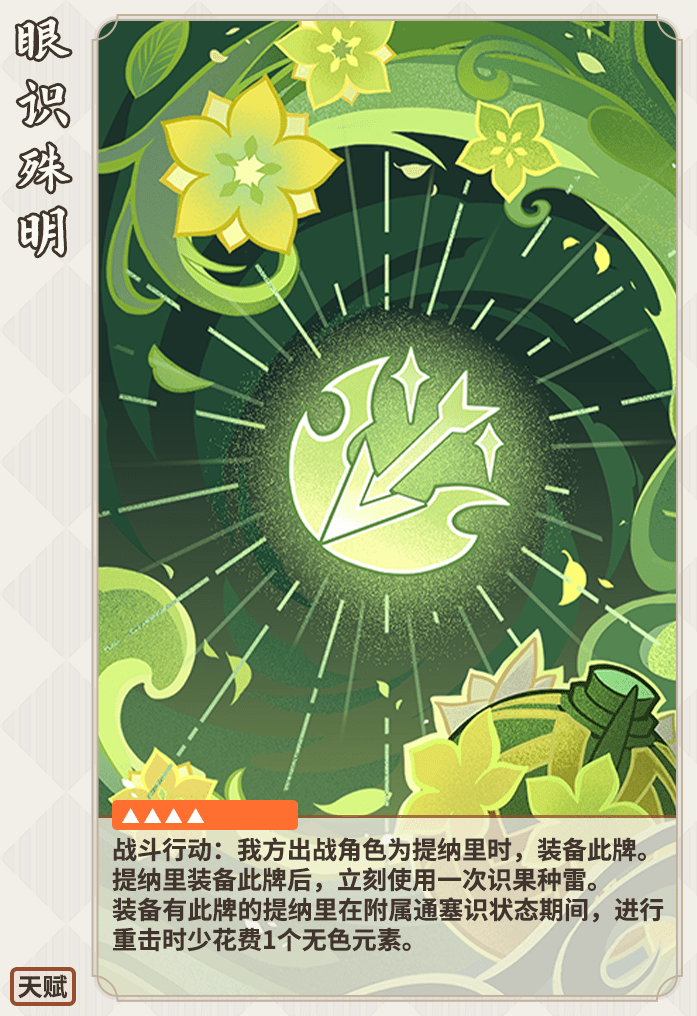 眼识殊明
战斗行动：我方出战角色为提纳里时，装备此牌。
提纳里装备此牌后，立刻使用一次识果种雷。
装备有此牌的提纳里在附属通塞识状态期间，进行
重击时少花费1个无色元素。
天赋